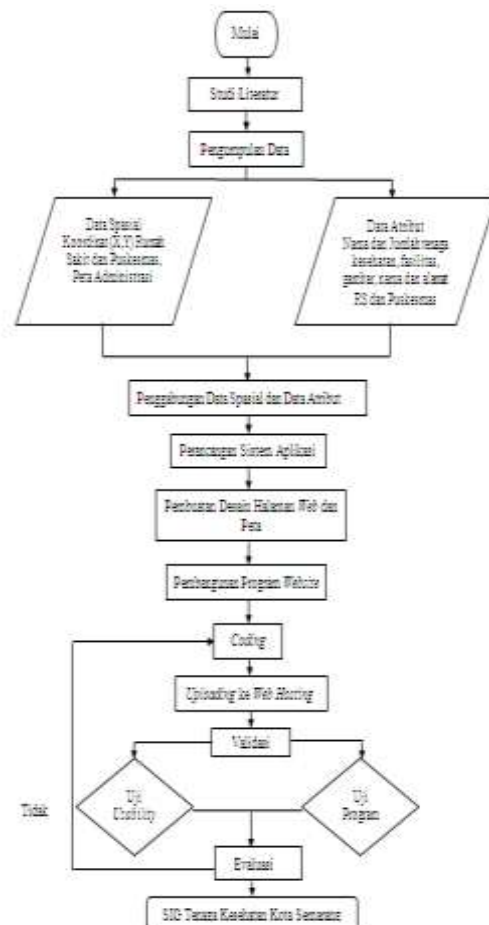 Mulai
Studi Literatur
Pengumpulan Data
Data Spasial
Koordinat (X,Y) Rumah
Sakit dan Puskesmas,
Peta Administrasi
Data Atribut
Nama dan Jumlah tenaga
kesehatan, fasilitas,
gambar, nama dan alamat
RS dan Puskesmas
Penggabungan Data Spasial dan Data Atribut
Perancangan Sistem Aplikasi
Pembuatan Desain Halaman Web dan
Peta
Pembangunan Program Website
Coding
Uploading ke Web Hosting
Validasi
Tidak
Uji
Usability
Uji
Program
Evaluasi
SIG Tenaga Kesehatan Kota Semarang